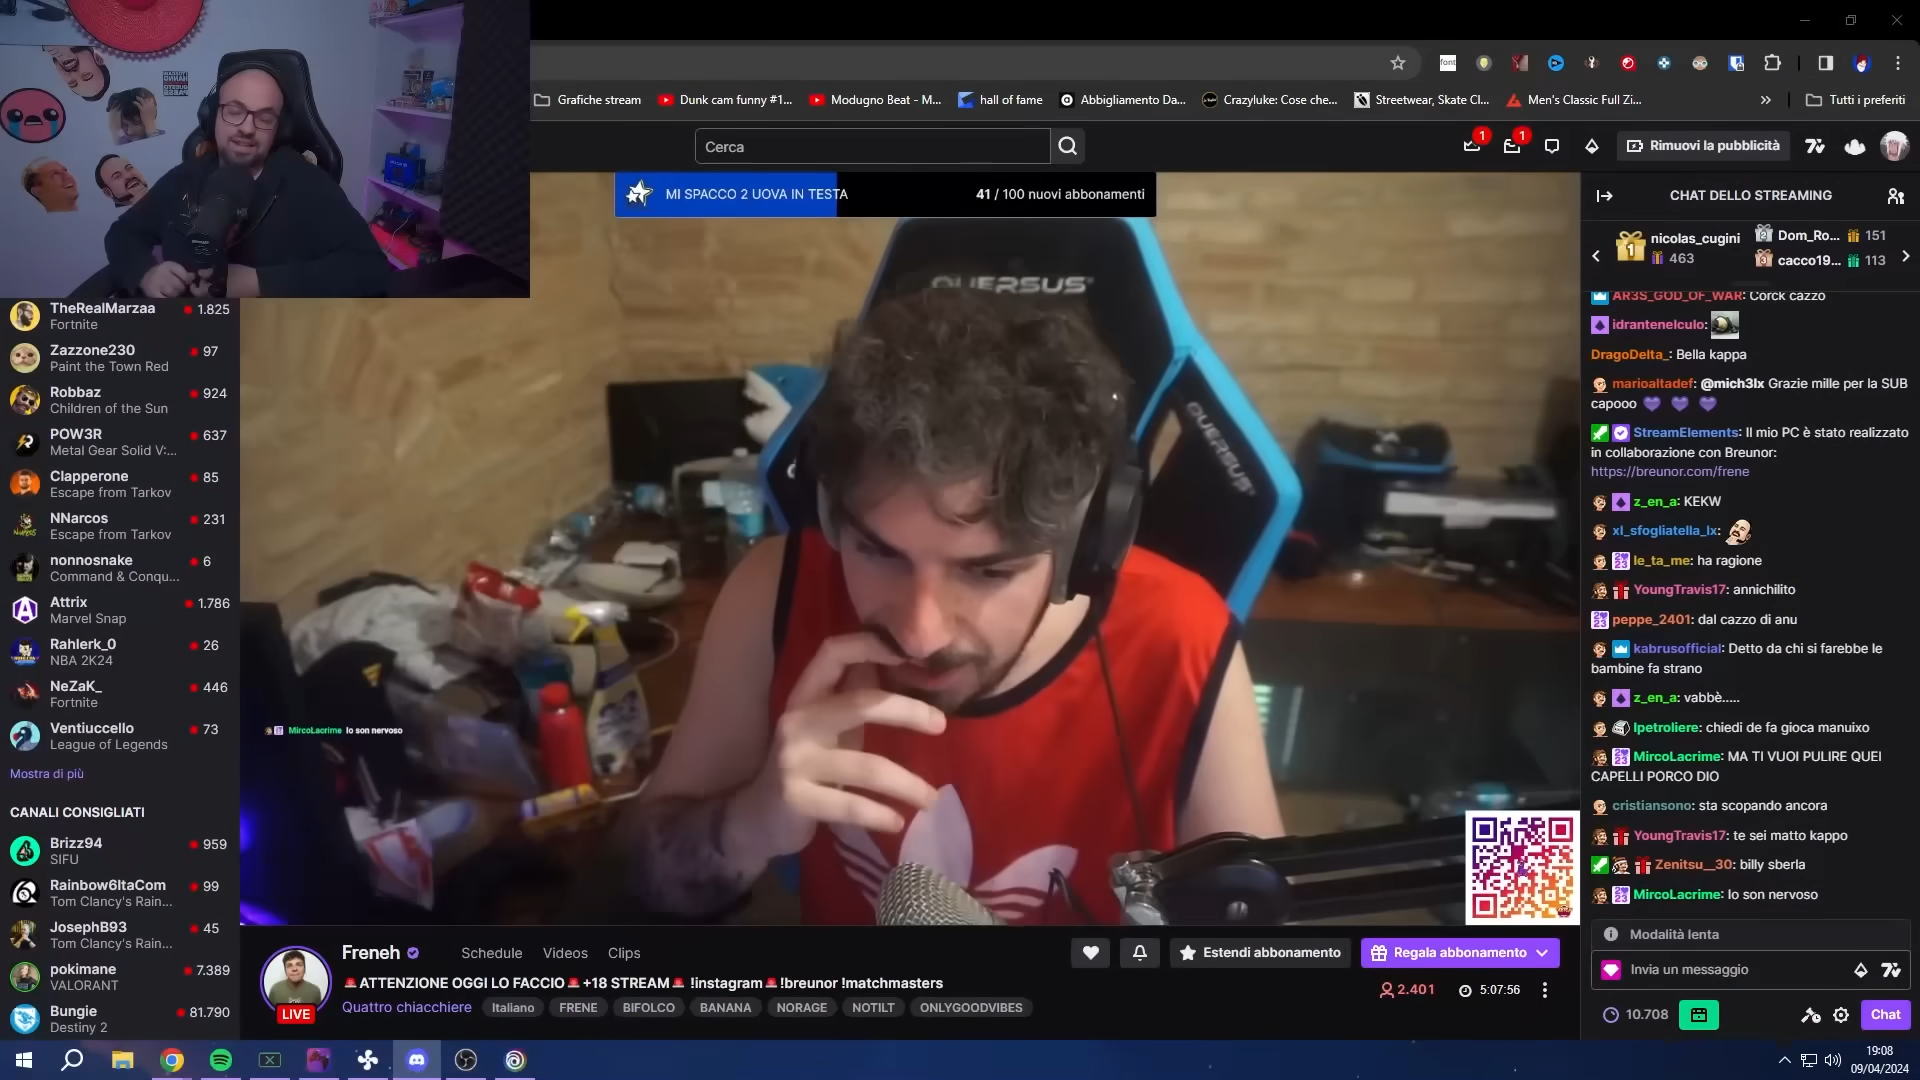 Grafiche stream
Dunk cam funny #1...
Modugno Beat - M...
hall of fame
Abbigliamento Da...
Crazyluke: Cose che...
Streetwear, Skate Cl...
Men's Classic Full Zi...
Tutti i preferiti
Cerca
1
1
Rimuovi la pubblicità
MI SPACCO 2 UOVA IN TESTA
41 / 100 nuovi abbonamenti
QUERSUS
QUERSUS
MircoLacrime Io son nervoso
TheRealMarzaa
1.825
Fortnite
Zazzone230
97
Paint the Town Red
Robbaz
924
Children of the Sun
POW3R
637
Metal Gear Solid V:...
Clapperone
85
Escape from Tarkov
NNarcos
231
Escape from Tarkov
nonnosnake
6
Command & Conqu...
Attrix
1.786
Marvel Snap
Rahlerk_0
26
NBA 2K24
NeZaK_
446
Fortnite
Ventiuccello
73
League of Legends
Mostra di più
CANALI CONSIGLIATI
Brizz94
959
SIFU
Rainbow6ItaCom
99
Tom Clancy's Rain...
JosephB93
45
Tom Clancy's Rain...
pokimane
7.389
VALORANT
Bungie
81.790
Destiny 2
LIVE
Freneh
Schedule
Videos
Clips
Estendi abbonamento
Regala abbonamento
🚨ATTENZIONE OGGI LO FACCIO🚨+18 STREAM🚨 !instagram🚨!breunor !matchmasters
2.401
5:07:56
Quattro chiacchiere
Italiano
FRENE
BIFOLCO
BANANA
NORAGE
NOTILT
ONLYGOODVIBES
CHAT DELLO STREAMING
1
nicolas_cugini
463
Dom_Ro...
151
cacco19...
113
AR3S_GOD_OF_WAR: Corck cazzo
idrantenelculo:
DragoDelta_: Bella kappa
marioaltadef: @mich3lx Grazie mille per la SUB
capooo 💜 💜 💜
StreamElements: Il mio PC è stato realizzato
in collaborazione con Breunor:
https://breunor.com/frene
z_en_a: KEKW
xl_sfogliatella_lx:
le_ta_me: ha ragione
YoungTravis17: annichilito
peppe_2401: dal cazzo di anu
kabrusofficial: Detto da chi si farebbe le
bambine fa strano
z_en_a: vabbè.....
lpetroliere: chiedi de fa gioca manuixo
MircoLacrime: MA TI VUOI PULIRE QUEI
CAPELLI PORCO DIO
cristiansono: sta scopando ancora
YoungTravis17: te sei matto kappo
Zenitsu__30: billy sberla
MircoLacrime: Io son nervoso
Modalità lenta
Invia un messaggio
10.708
Chat
19:08
09/04/2024